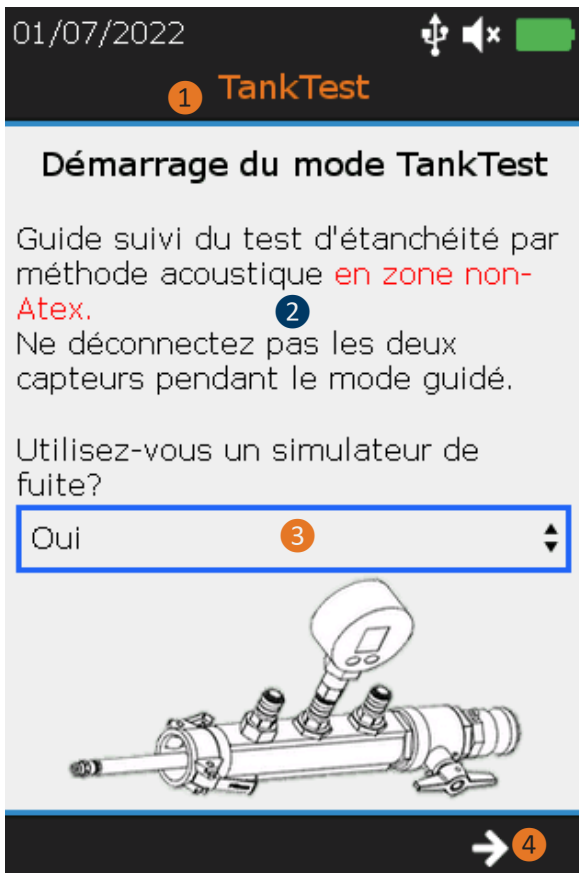 01/07/2022
1 TankTest
Démarrage du mode TankTest
Guide suivi du test d'étanchéité par
méthode acoustique en zone non-
Atex.
2
Ne déconnectez pas les deux
capteurs pendant le mode guidé.
Utilisez-vous un simulateur de
fuite?
Oui 3
4